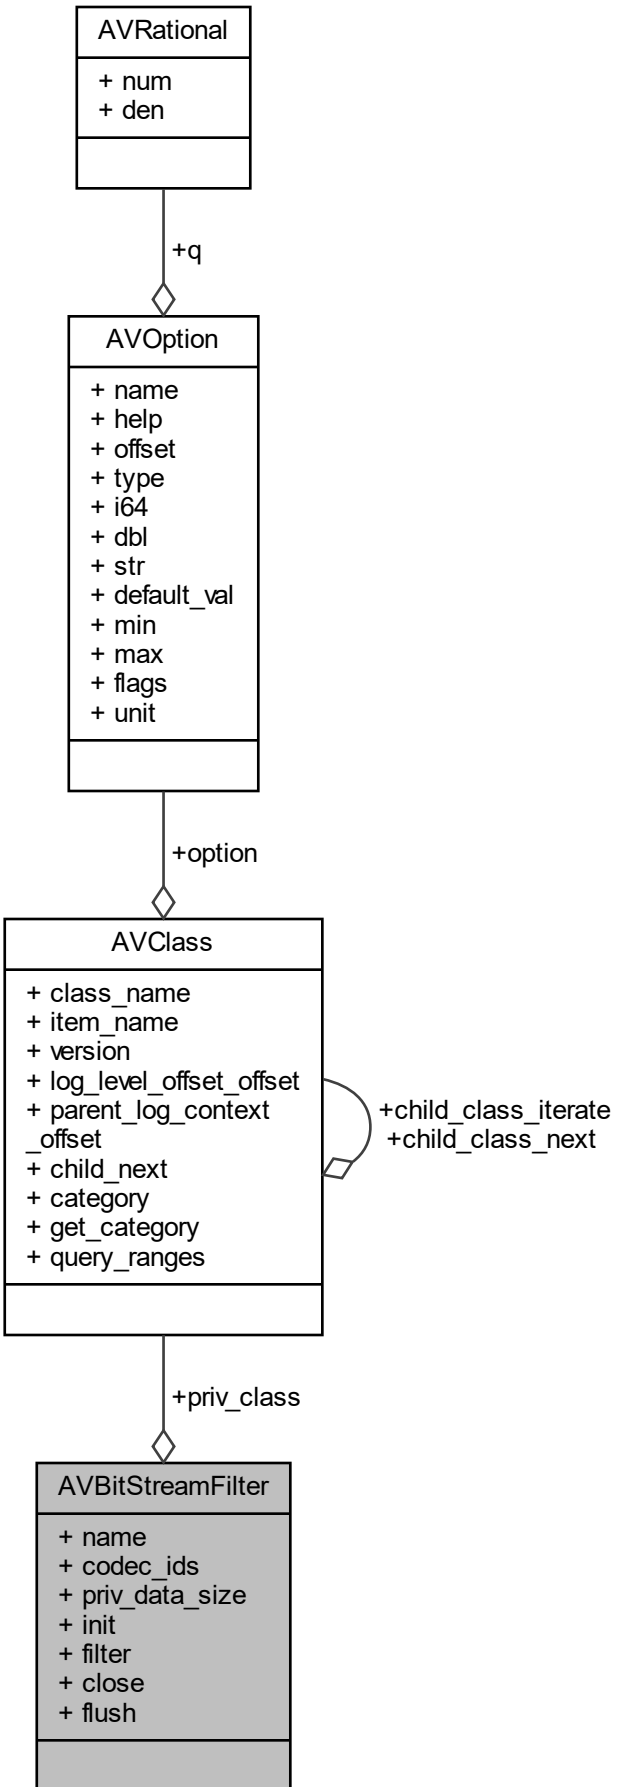 AVRational
+ num
+ den
+q
AVOption
+ name
+ help
+ offset
+ type
+ i64
+ dbl
+ str
+ default_val
+ min
+ max
+ flags
+ unit
+option
AVClass
+ class_name
+ item_name
+ version
+ log_level_offset_offset
+ parent_log_context
_offset
+ child_next
+ category
+ get_category
+ query_ranges
+child_class_iterate
+child_class_next
+priv_class
AVBitStreamFilter
+ name
+ codec_ids
+ priv_data_size
+ init
+ filter
+ close
+ flush